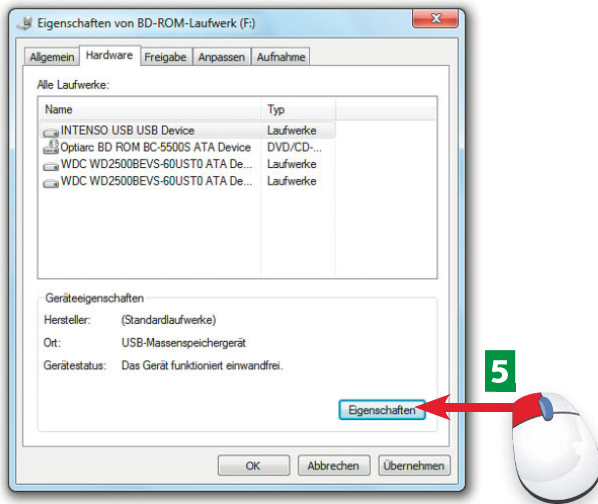 Eigenschaften von BD-ROM-Laufwerk (F:)
Allgemein Hardware Freigabe Anpassen Aufnahme
Alle Laufwerke:
Name Typ
INTENSO USB USB Device Laufwerke
Optiarc BD ROM BC-5500S ATA Device DVD/CD-...
WDC WD2500BEVS-60UST0 ATA De... Laufwerke
WDC WD2500BEVS-60UST0 ATA De... Laufwerke
Geräteeigenschaften
Hersteller: (Standardlaufwerke)
Ort: USB-Massenspeichergerät
Gerätestatus: Das Gerät funktioniert einwandfrei.
5
Eigenschaften
OK Abbrechen Übernehmen